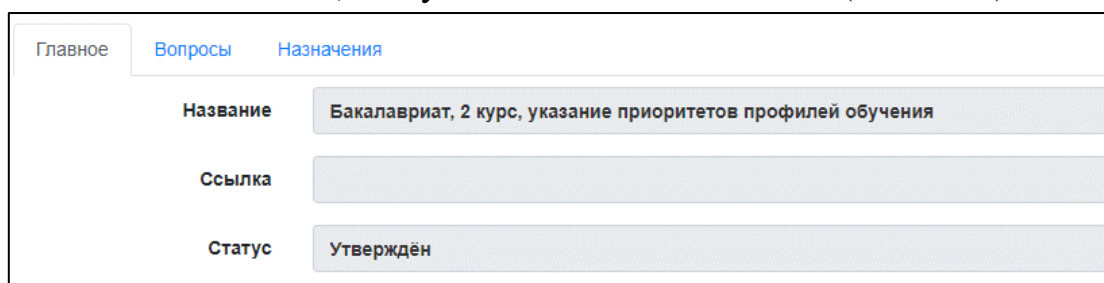 Главное Вопросы Назначения
Название Бакалавриат, 2 курс, указание приоритетов профилей обучения
Ссылка
Статус Утверждён